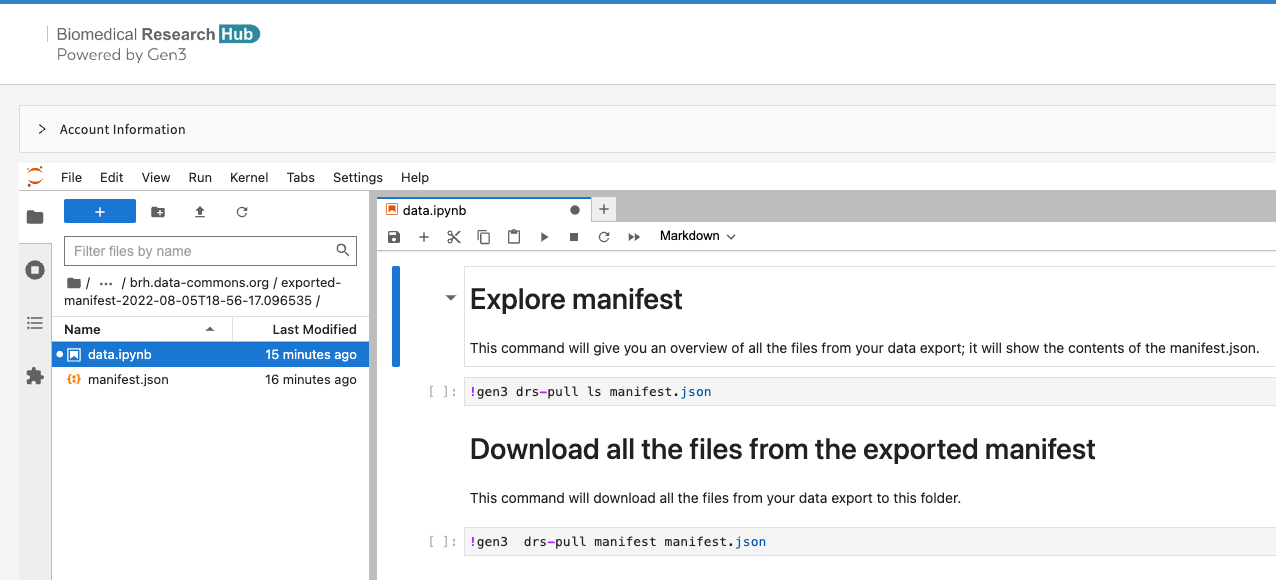 Biomedical Research Hub
Powered by Gen3
Account Information
File Edit View Run Kernel Tabs Settings Help
+
Filter files by name
/ ··· / brh.data-commons.org / exported-
manifest-2022-08-05T18-56-17.096535 /
Name Last Modified
data.ipynb 15 minutes ago
manifest.json 16 minutes ago
data.ipynb
+
Markdown
Explore manifest
This command will give you an overview of all the files from your data export; it will show the contents of the manifest.json.
[ ]: !gen3 drs-pull ls manifest.json
Download all the files from the exported manifest
This command will download all the files from your data export to this folder.
[ ]: !gen3  drs-pull manifest manifest.json